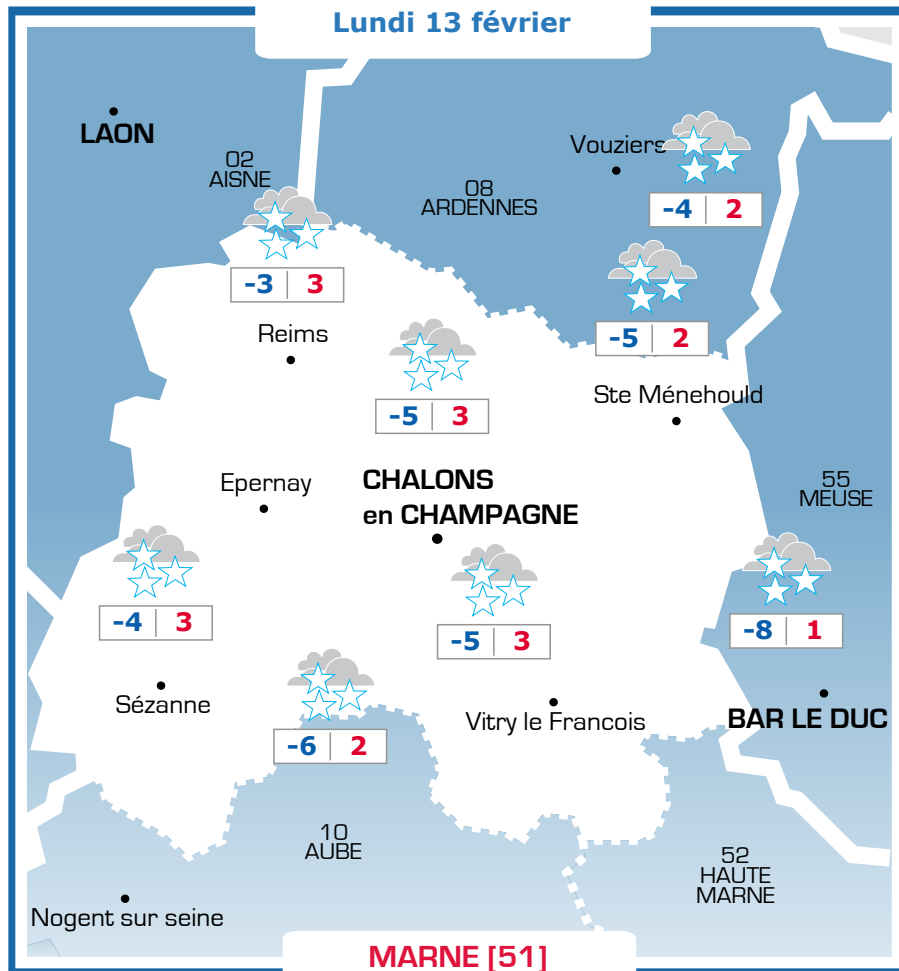 Lundi 13 février
LAON
02
AISNE
08
ARDENNES
Vouziers
-4 2
-3 3
-5 2
Reims
-5 3
Ste Ménehould
Epernay
CHALONS
en CHAMPAGNE
55
MEUSE
-4 3
-5 3
-8 1
Sézanne
Vitry le Francois
BAR LE DUC
-6 2
10
AUBE
52
HAUTE
MARNE
Nogent sur seine
MARNE [51]